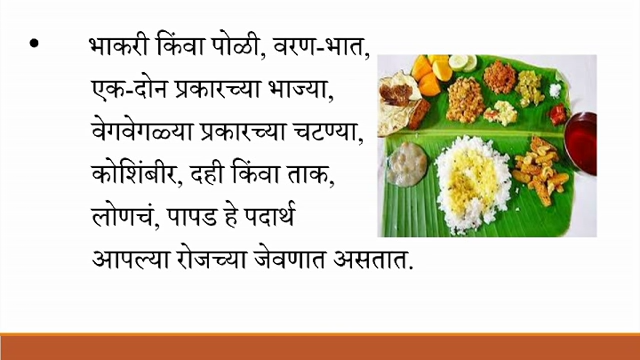 • भाकरी किंवा पोळी, वरण-भात,
एक-दोन प्रकारच्या भाज्या,
वेगवेगळ्या प्रकारच्या चटण्या,
कोशिंबीर, दही किंवा ताक,
लोणचं, पापड हे पदार्थ
आपल्या रोजच्या जेवणात असतात.